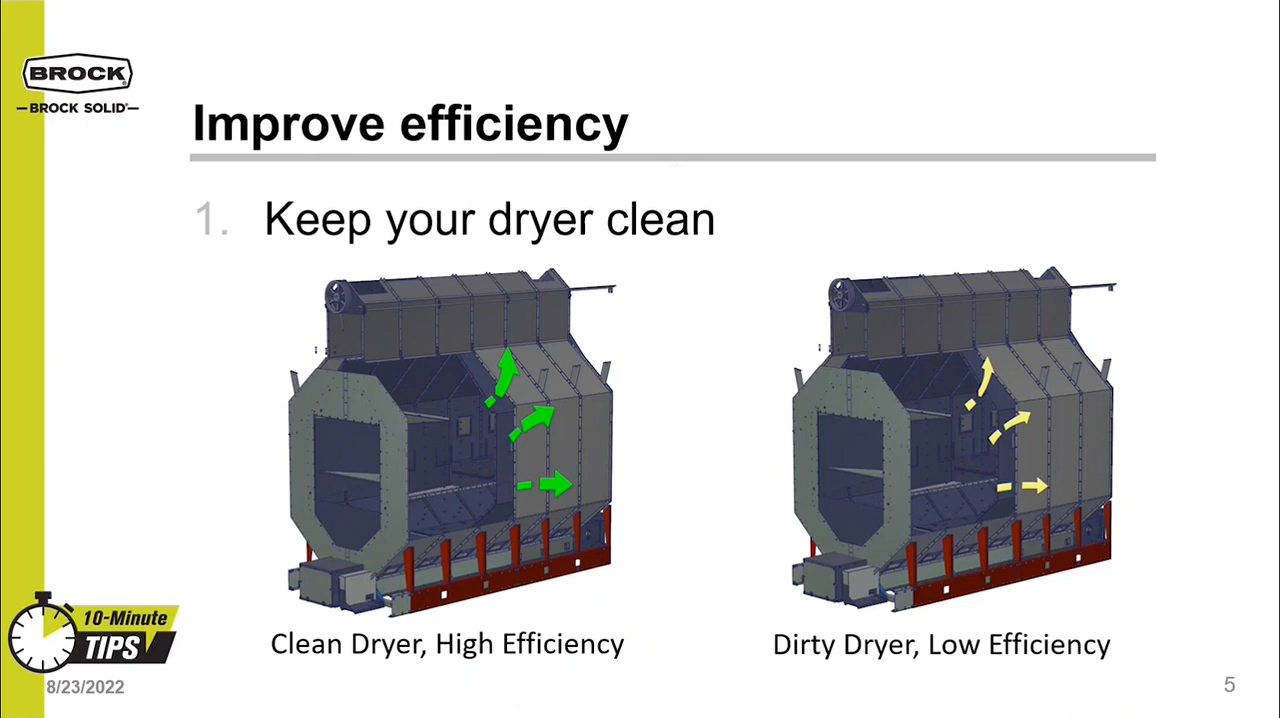 BROCK
BROCK SOLID
Improve efficiency
1. Keep your dryer clean
Clean Dryer, High Efficiency
Dirty Dryer, Low Efficiency
10-Minute
TIPS
8/23/2022
5